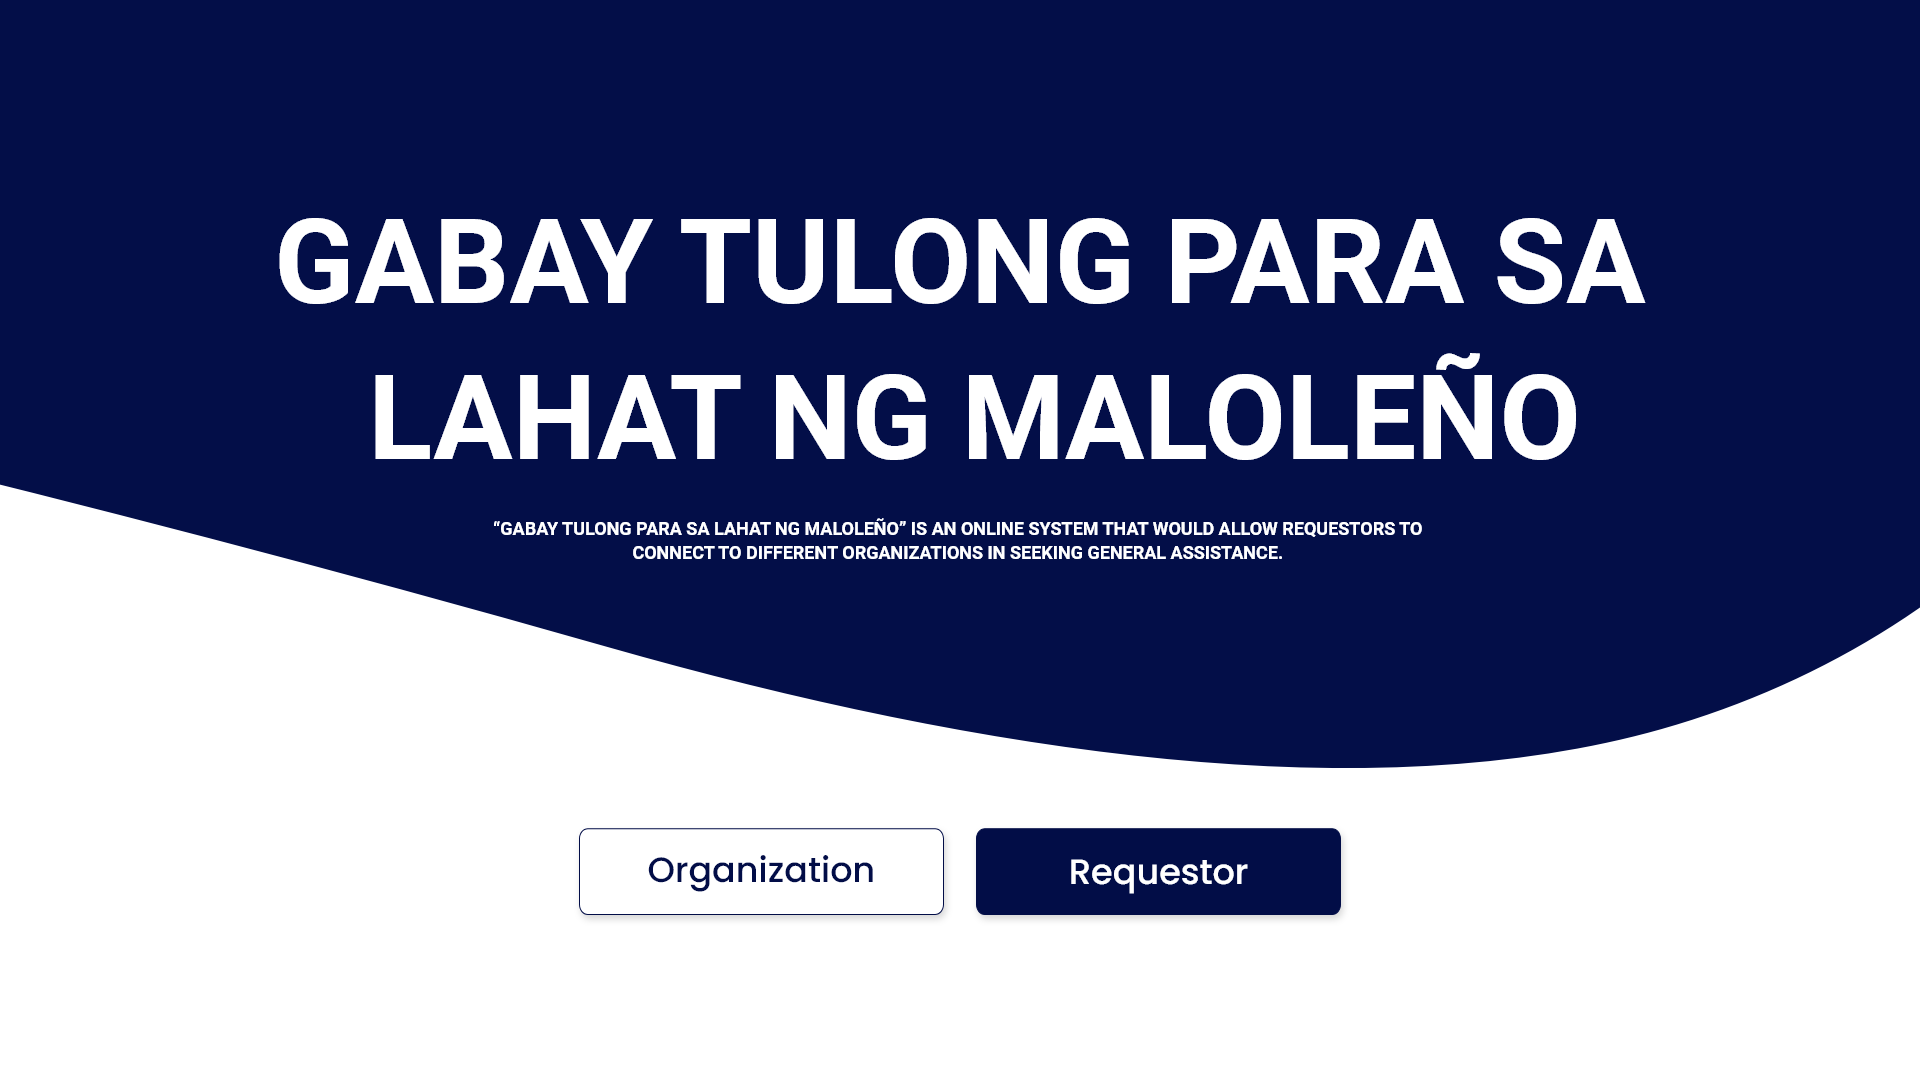 GABAY TULONG PARA SA
LAHAT NG MALOLEÑO
“GABAY TULONG PARA SA LAHAT NG MALOLEÑO” IS AN ONLINE SYSTEM THAT WOULD ALLOW REQUESTORS TO
CONNECT TO DIFFERENT ORGANIZATIONS IN SEEKING GENERAL ASSISTANCE.
Organization
Requestor